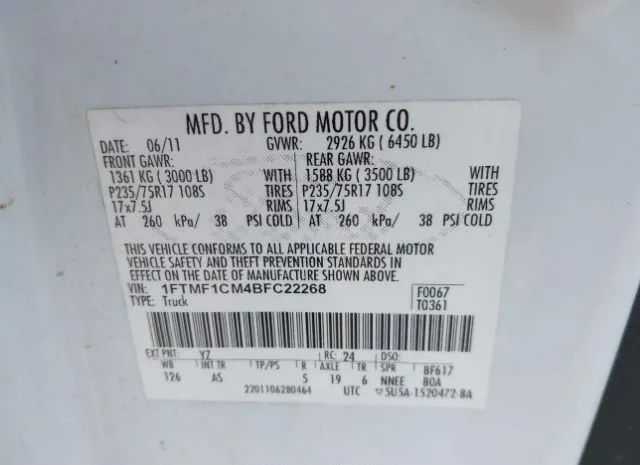 MFD. BY FORD MOTOR CO.
DATE: 06/11 GVWR: 2926 KG ( 6450 LB)
FRONT GAWR: REAR GAWR:
1361 KG ( 3000 LB) WITH 1588 KG ( 3500 LB) WITH
P235/75R17 108S TIRES P235/75R17 108S TIRES
17x7.5J RIMS 17x7.5J RIMS
AT 260 kPa/ 38 PSI COLD AT 260 kPa/ 38 PSI COLD
THIS VEHICLE CONFORMS TO ALL APPLICABLE FEDERAL MOTOR
VEHICLE SAFETY AND THEFT PREVENTION STANDARDS IN
EFFECT ON THE DATE OF MANUFACTURE SHOWN ABOVE.
VIN: 1FTMF1CM4BFC22268 F0067
TYPE: Truck T0361
EXT PNT: YZ RC: 24 DSO:
WB INT TR TP/PS R AXLE TR SPR 8F617
126 AS 5 19 6 NNEE BOA
2201106280464 UTC ▽5U5A-1520472-BA